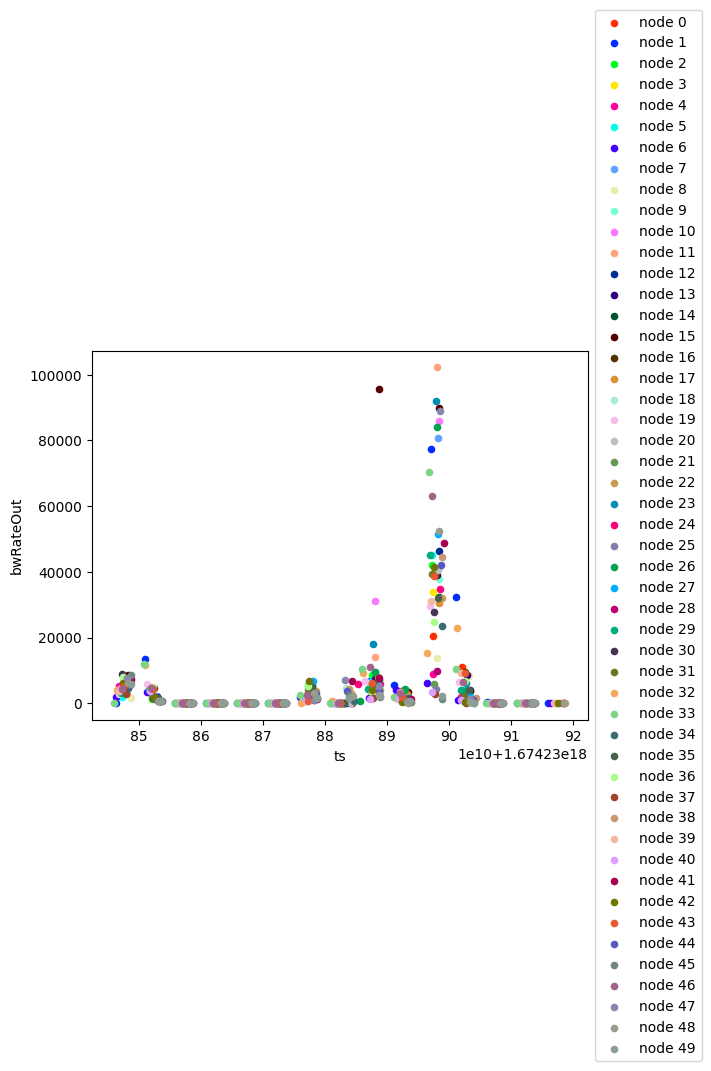 100000
80000
60000
40000
20000
0
bwRateOut
85 86 87 88 89 90 91 92
ts
1e10+1.67423e18
node 0
node 1
node 2
node 3
node 4
node 5
node 6
node 7
node 8
node 9
node 10
node 11
node 12
node 13
node 14
node 15
node 16
node 17
node 18
node 19
node 20
node 21
node 22
node 23
node 24
node 25
node 26
node 27
node 28
node 29
node 30
node 31
node 32
node 33
node 34
node 35
node 36
node 37
node 38
node 39
node 40
node 41
node 42
node 43
node 44
node 45
node 46
node 47
node 48
node 49